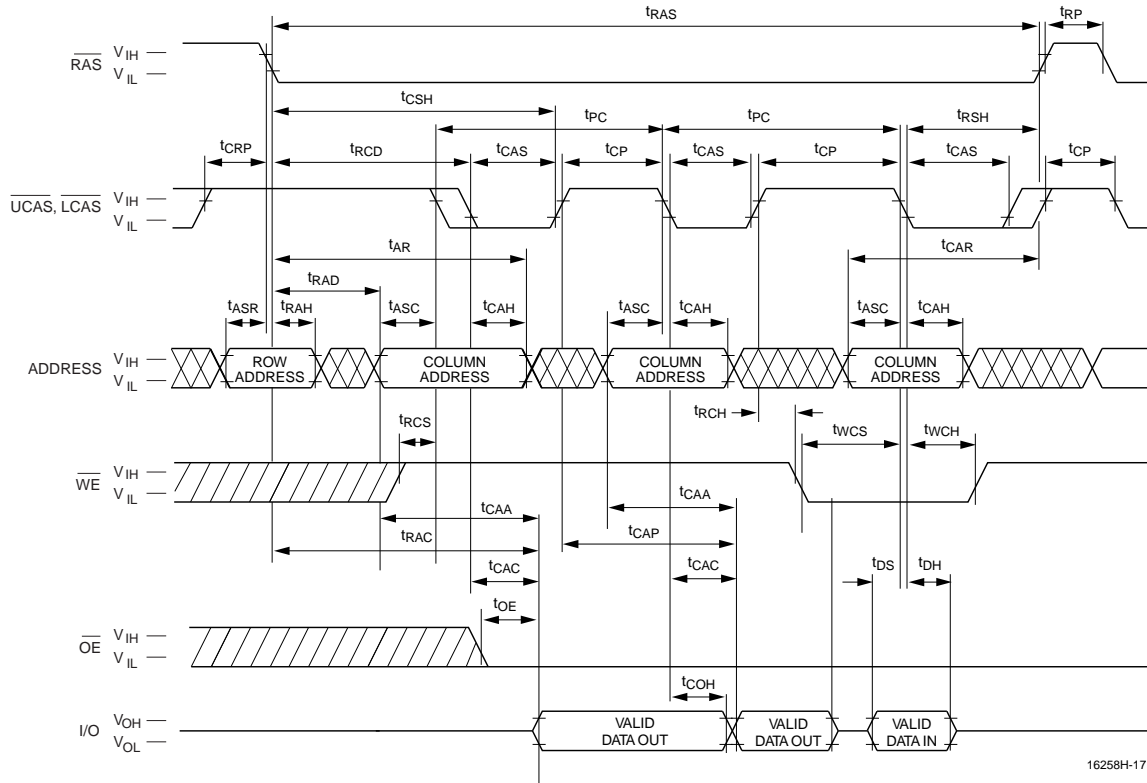 tRAS
tRP
RAS
VIH
VIL
tCSH
tPC
tPC
tRSH
tCRP
tRCD
tCAS
tCP
tCAS
tCP
tCAS
tCP
UCAS, LCAS
VIH
VIL
tAR
tCAR
tRAD
tASR
tRAH
tASC
tCAH
tASC
tCAH
tASC
tCAH
ADDRESS
VIH
VIL
ROW
ADDRESS
COLUMN
ADDRESS
COLUMN
ADDRESS
COLUMN
ADDRESS
tRCS
tRCH
tWCS
tWCH
WE
VIH
VIL
tCAA
tCAA
tRAC
tCAP
tCAC
tCAC
tDS
tDH
tOE
OE
VIH
VIL
tCOH
I/O
VOH
VOL
VALID
DATA OUT
VALID
DATA OUT
VALID
DATA IN
16258H-17